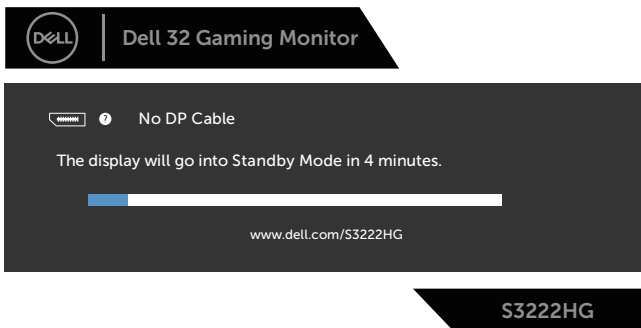 DELL
Dell 32 Gaming Monitor
? No DP Cable
The display will go into Standby Mode in 4 minutes.
www.dell.com/S3222HG
S3222HG